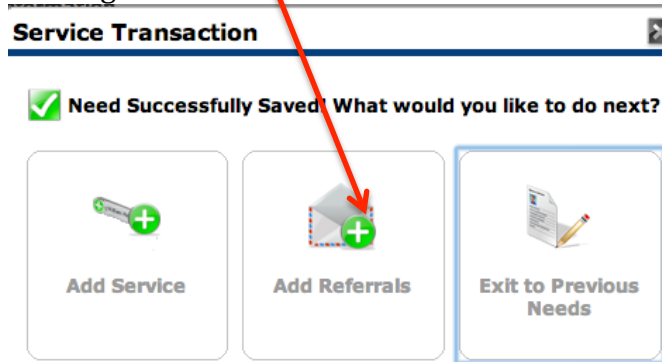 Service Transaction
Need Successfully Saved! What would you like to do next?
Add Service
Add Referrals
Exit to Previous
Needs